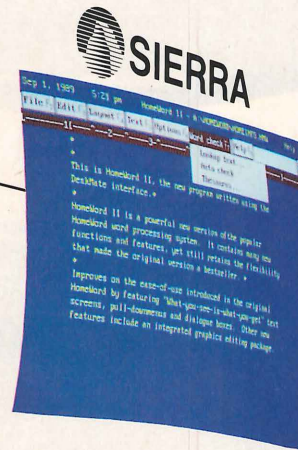 SIERRA
Sep 1, 1989 5:21 pm HomeWord II - Help
File Edit Layout Text Options Word check Help
Lookup text...
Auto check
Thesaurus...
This is HomeWord II, the new program written using the
DeskMate interface.
HomeWord II is a powerful new version of the popular
HomeWord word processing system. It contains many new
functions and features, yet still retains the flexibility
that made the original version a bestseller.
Improves on the ease-of-use introduced in the original
HomeWord by featuring "What-you-see-is-what-you-get" text
screens, pull-downmenus and dialogue boxes. Other new
features include an integrated graphics editing package.